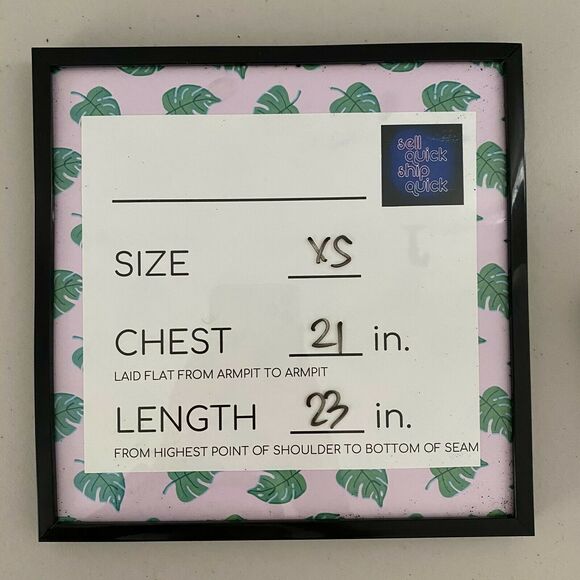 sell
quick
ship
quick
SIZE XS
CHEST 21 in.
LAID FLAT FROM ARMPIT TO ARMPIT
LENGTH 23 in.
FROM HIGHEST POINT OF SHOULDER TO BOTTOM OF SEAM